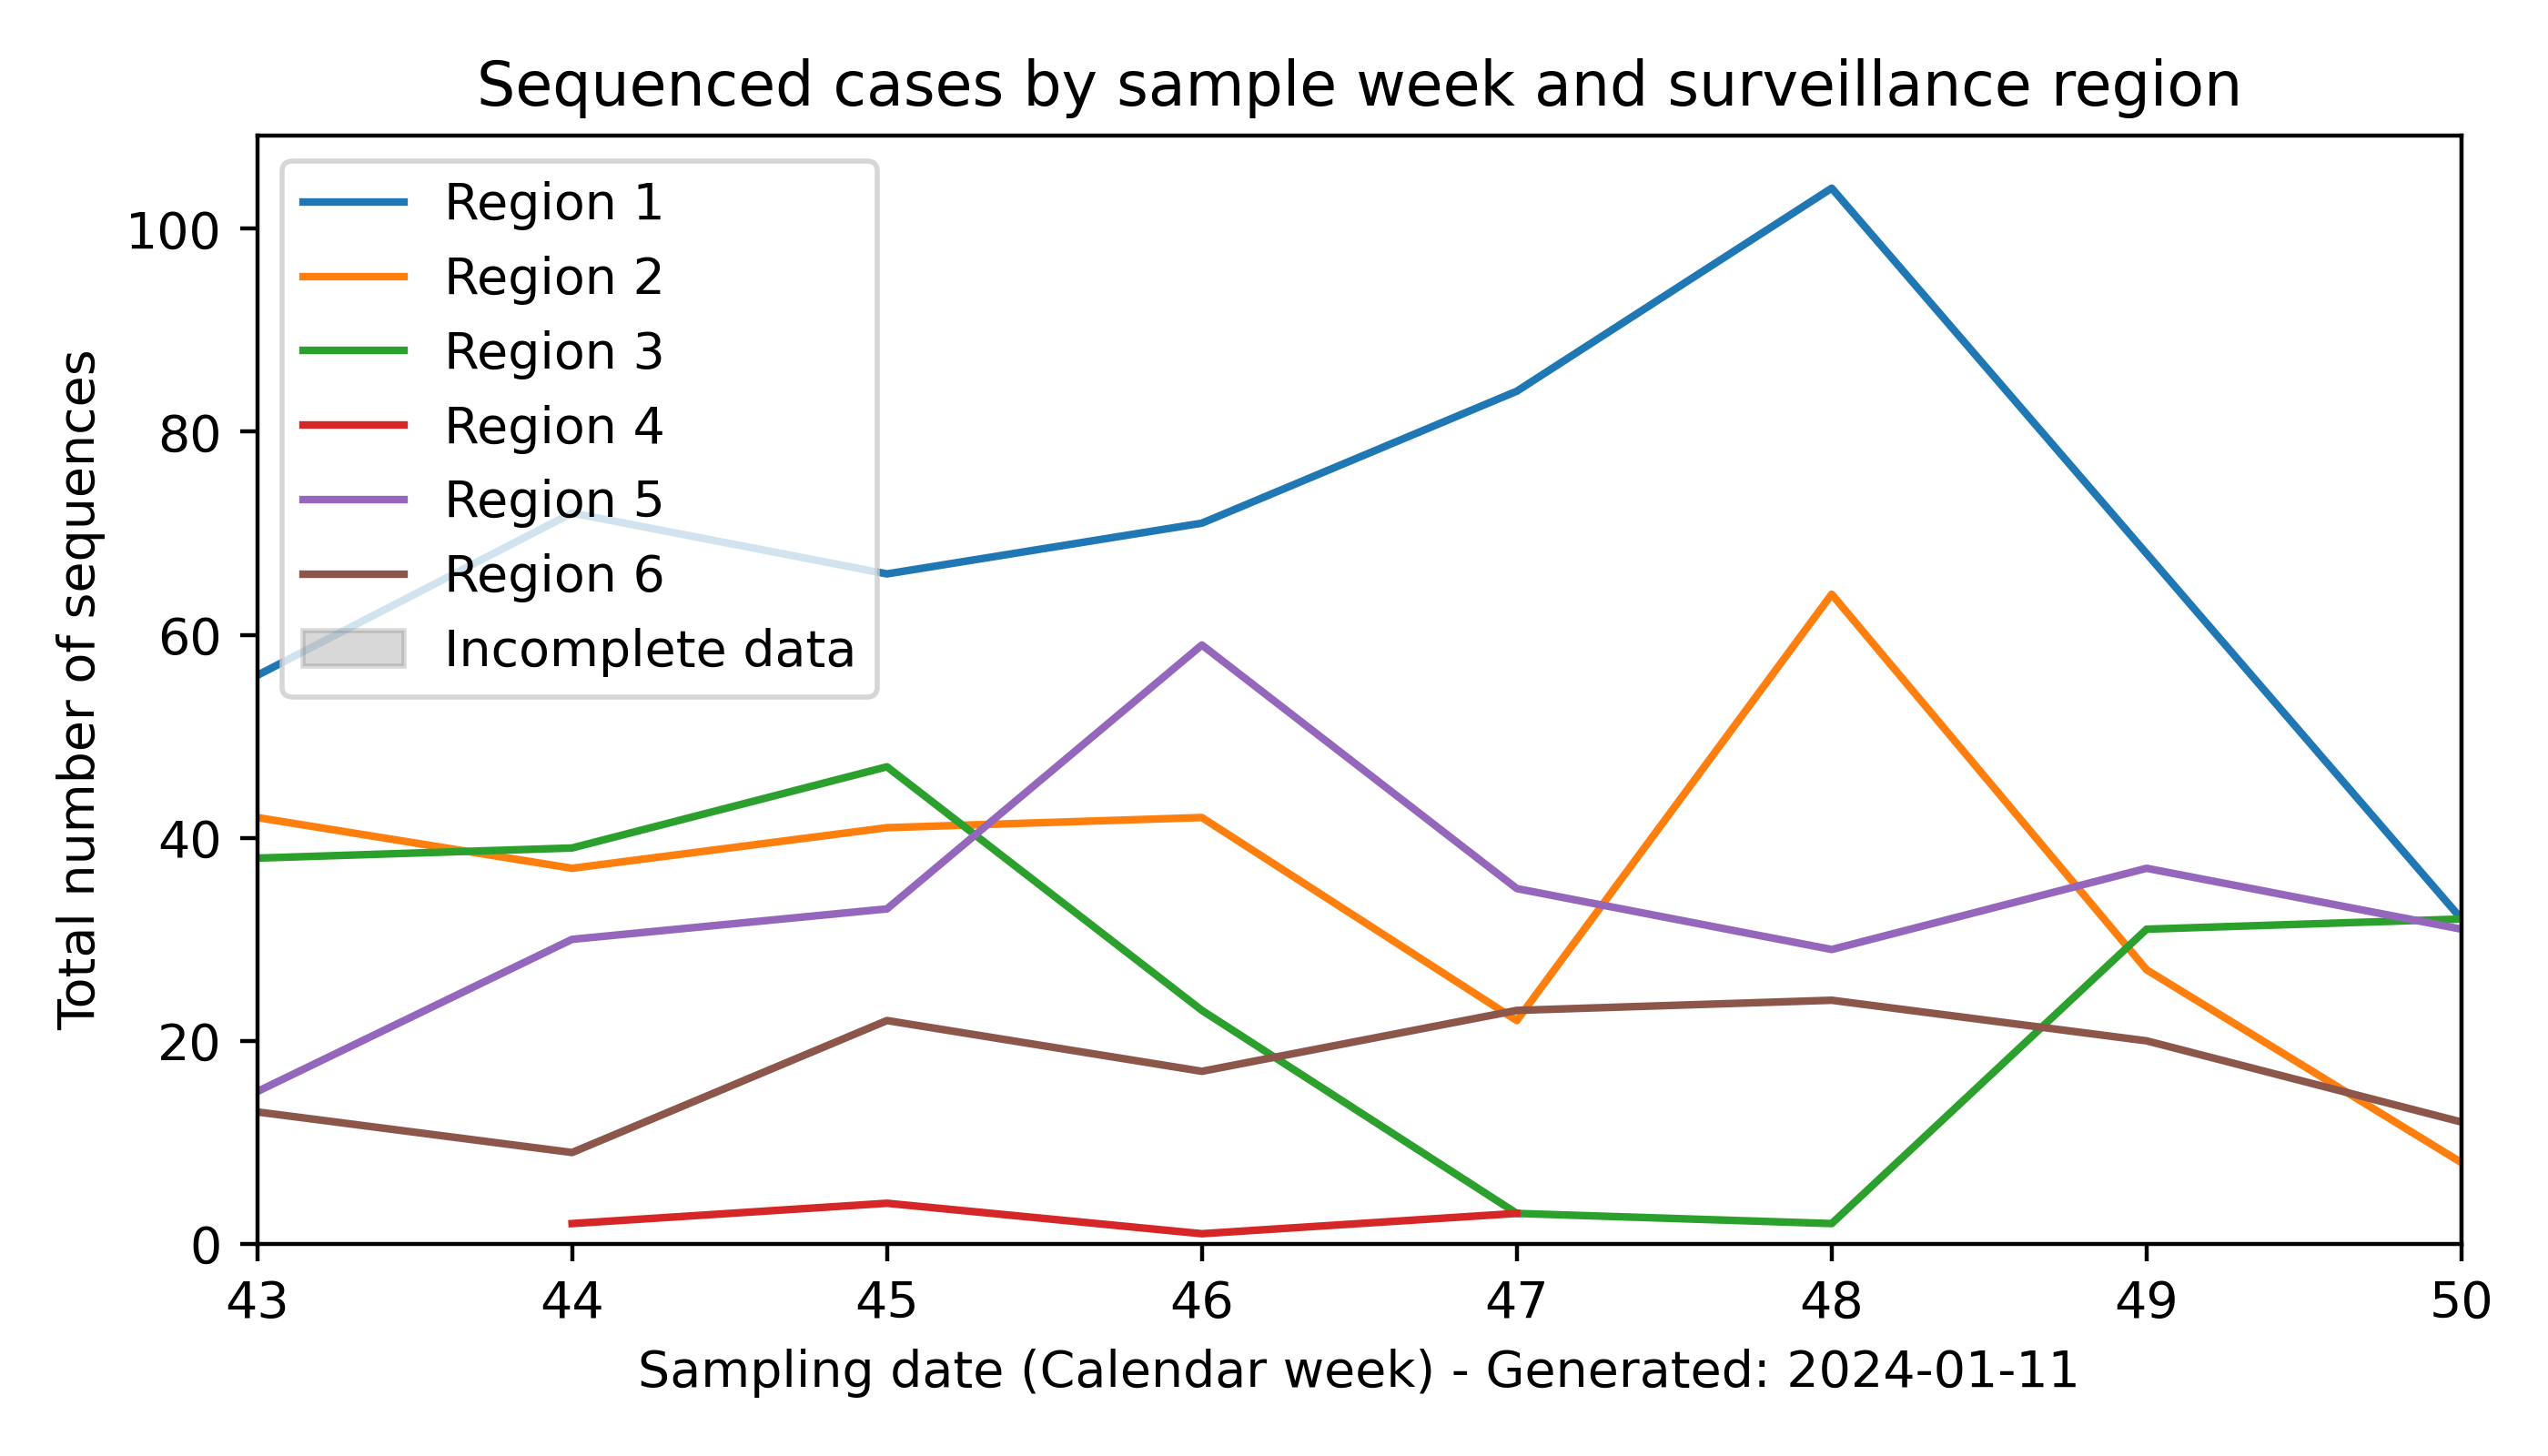 Sequenced cases by sample week and surveillance region
Region 1
Region 2
Region 3
Region 4
Region 5
Region 6
Incomplete data
100
80
60
40
20
0
Total number of sequences
43 44 45 46 47 48 49 50
Sampling date (Calendar week) - Generated: 2024-01-11